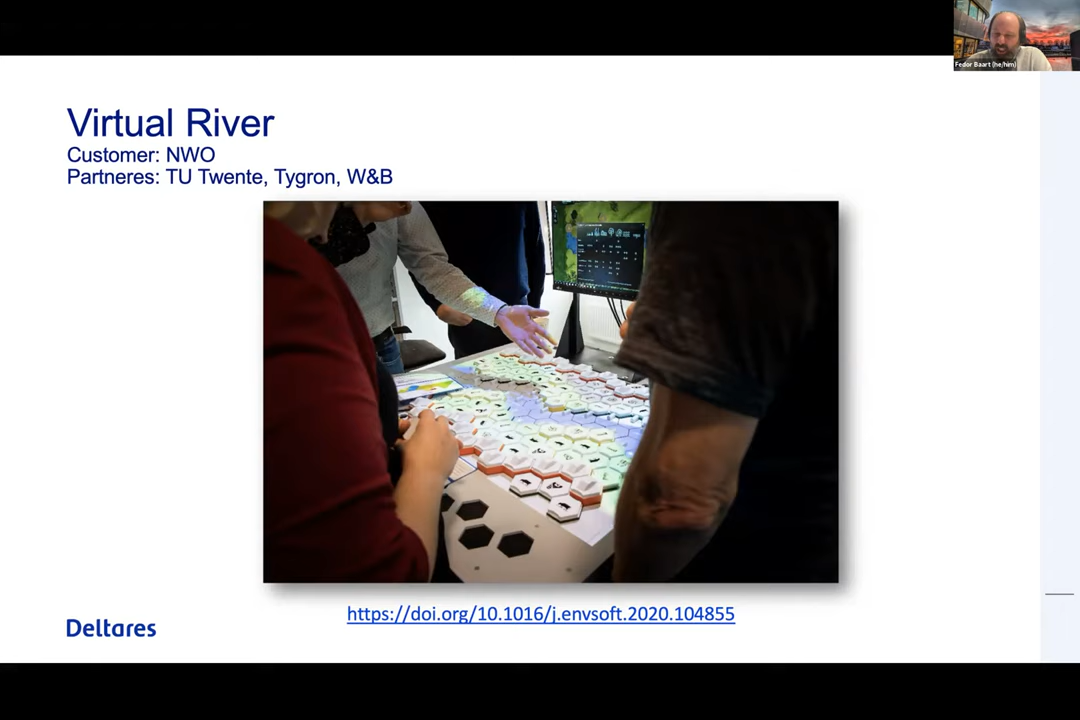 Fedor Baart (he/him)
Virtual River
Customer: NWO
Partneres: TU Twente, Tygron, W&B
https://doi.org/10.1016/j.envsoft.2020.104855
Deltares